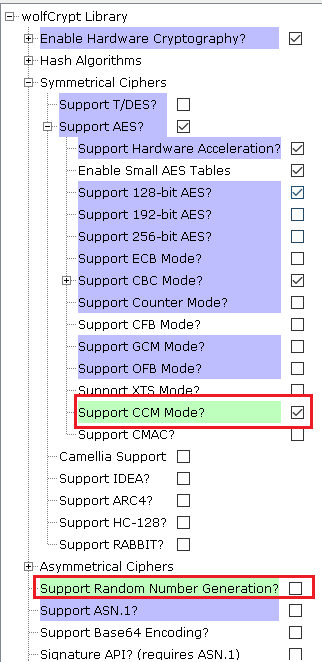 wolfCrypt Library
Enable Hardware Cryptography?
Hash Algorithms
Symmetrical Ciphers
Support T/DES?
Support AES?
Support Hardware Acceleration?
Enable Small AES Tables
Support 128-bit AES?
Support 192-bit AES?
Support 256-bit AES?
Support ECB Mode?
Support CBC Mode?
Support Counter Mode?
Support CFB Mode?
Support GCM Mode?
Support OFB Mode?
Support XTS Mode?
Support CCM Mode?
Support CMAC?
Camellia Support
Support IDEA?
Support ARC4?
Support HC-128?
Support RABBIT?
Asymmetrical Ciphers
Support Random Number Generation?
Support ASN.1?
Support Base64 Encoding?
Signature API? (requires ASN.1)